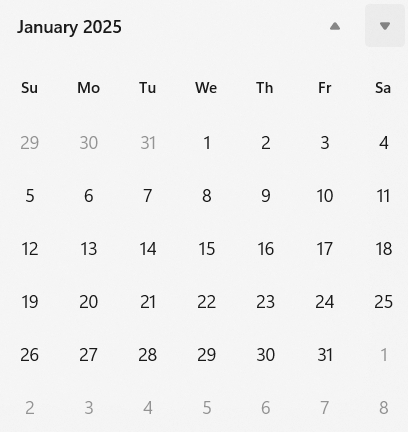 January 2025
Su Mo Tu We Th Fr Sa
29 30 31 1 2 3 4
5 6 7 8 9 10 11
12 13 14 15 16 17 18
19 20 21 22 23 24 25
26 27 28 29 30 31 1
2 3 4 5 6 7 8